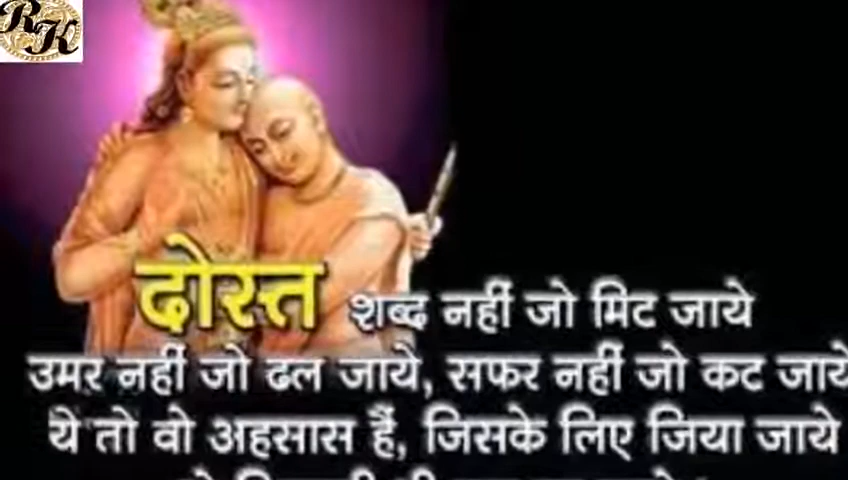 RK
दोस्त शब्द नहीं जो मिट जाये
उमर नहीं जो ढल जाये, सफर नहीं जो कट जाये
ये तो वो अहसास हैं, जिसके लिए जिया जाये